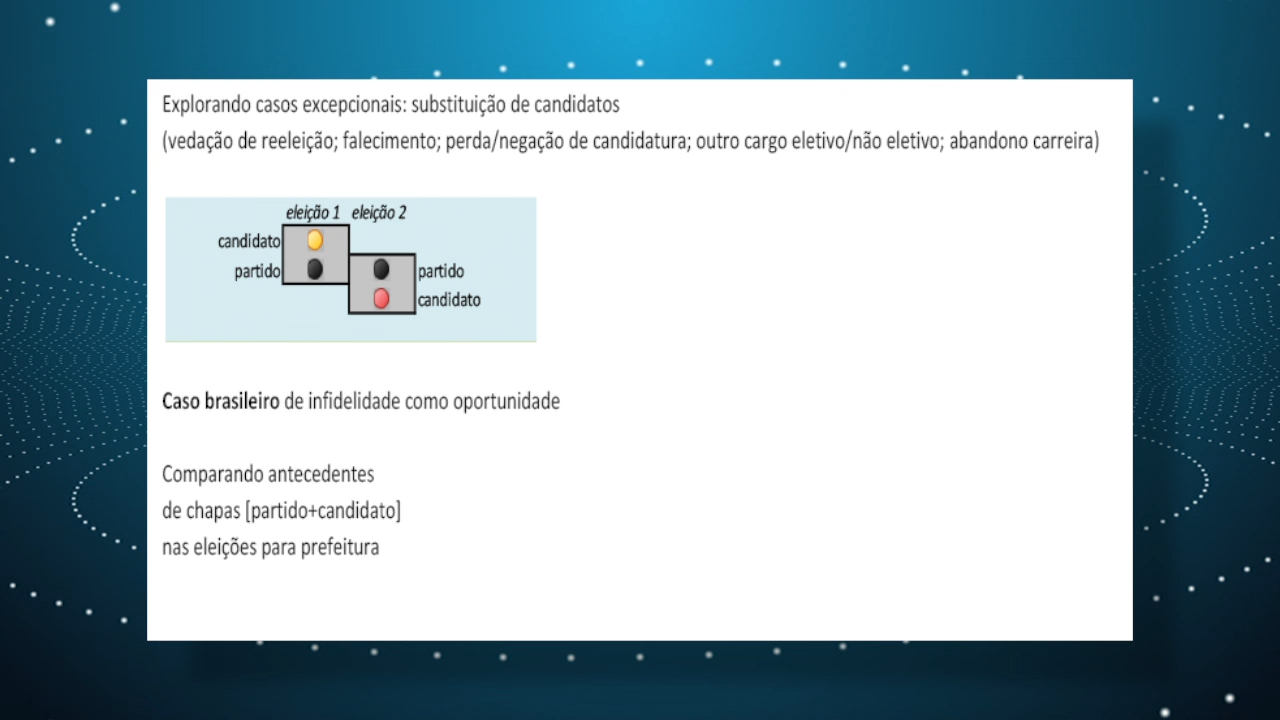 Explorando casos excepcionais: substituição de candidatos
(vedação de reeleição; falecimento; perda/negação de candidatura; outro cargo eletivo/não eletivo; abandono carreira)
eleição 1 eleição 2
candidato
partido partido
candidato
Caso brasileiro de infidelidade como oportunidade
Comparando antecedentes
de chapas [partido+candidato]
nas eleições para prefeitura